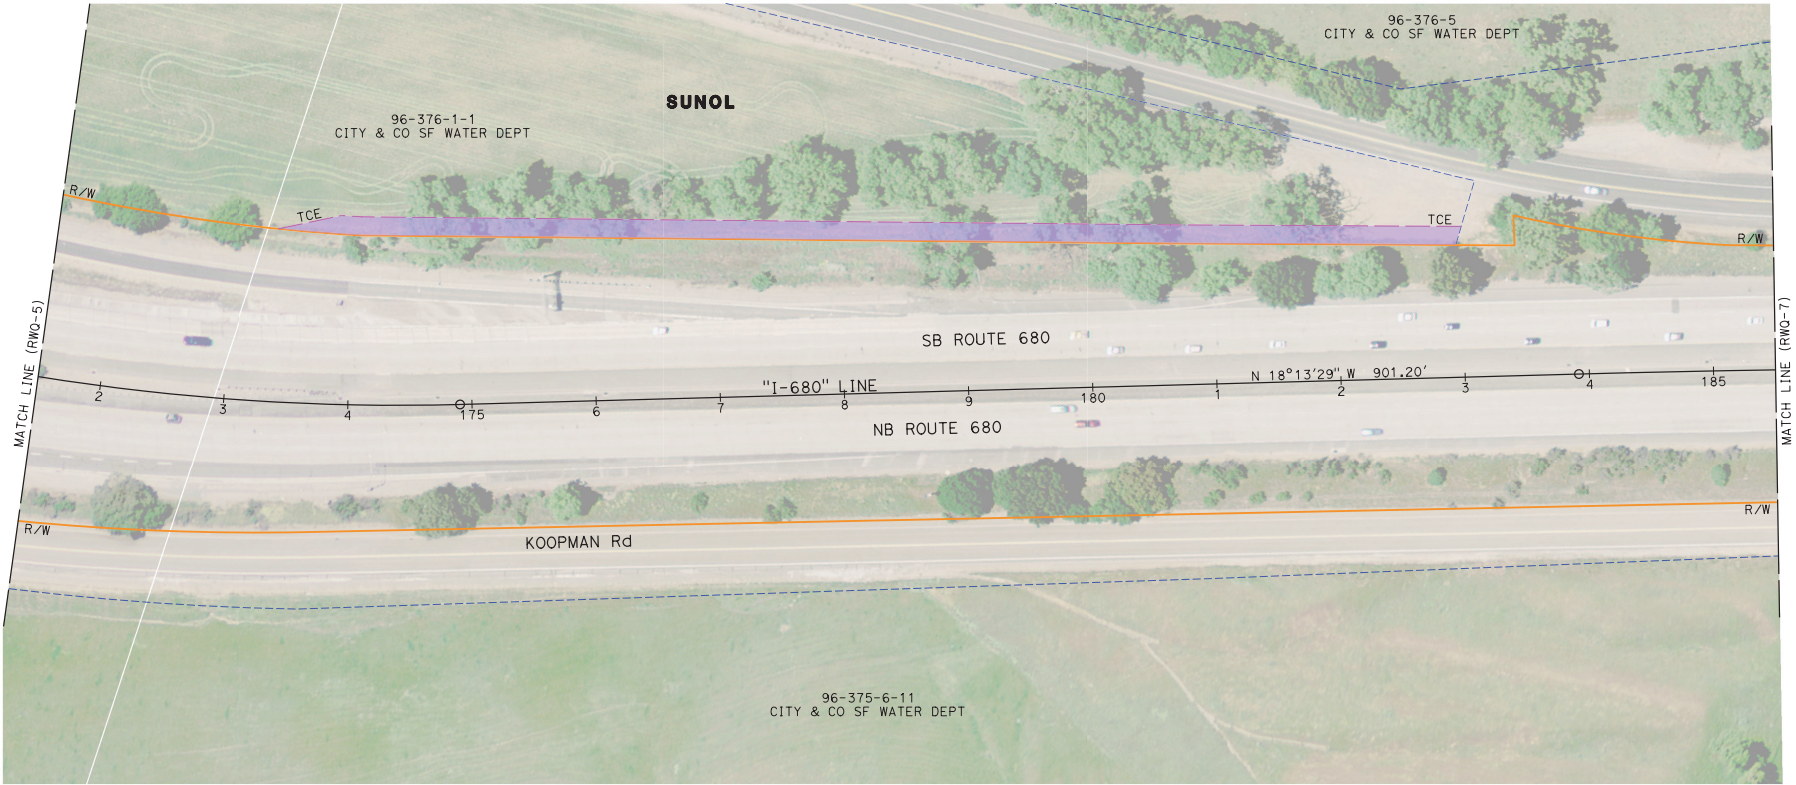 96-376-5
CITY & CO SF WATER DEPT
SUNOL
96-376-1-1
CITY & CO SF WATER DEPT
R/W
TCE
TCE
R/W
MATCH LINE (RWQ-5)
MATCH LINE (RWQ-7)
SB ROUTE 680
"I-680" LINE
N 18°13'29" W 901.20'
2
3
4
175
6
7
8
9
180
1
2
3
4
185
NB ROUTE 680
R/W
R/W
KOOPMAN Rd
96-375-6-11
CITY & CO SF WATER DEPT